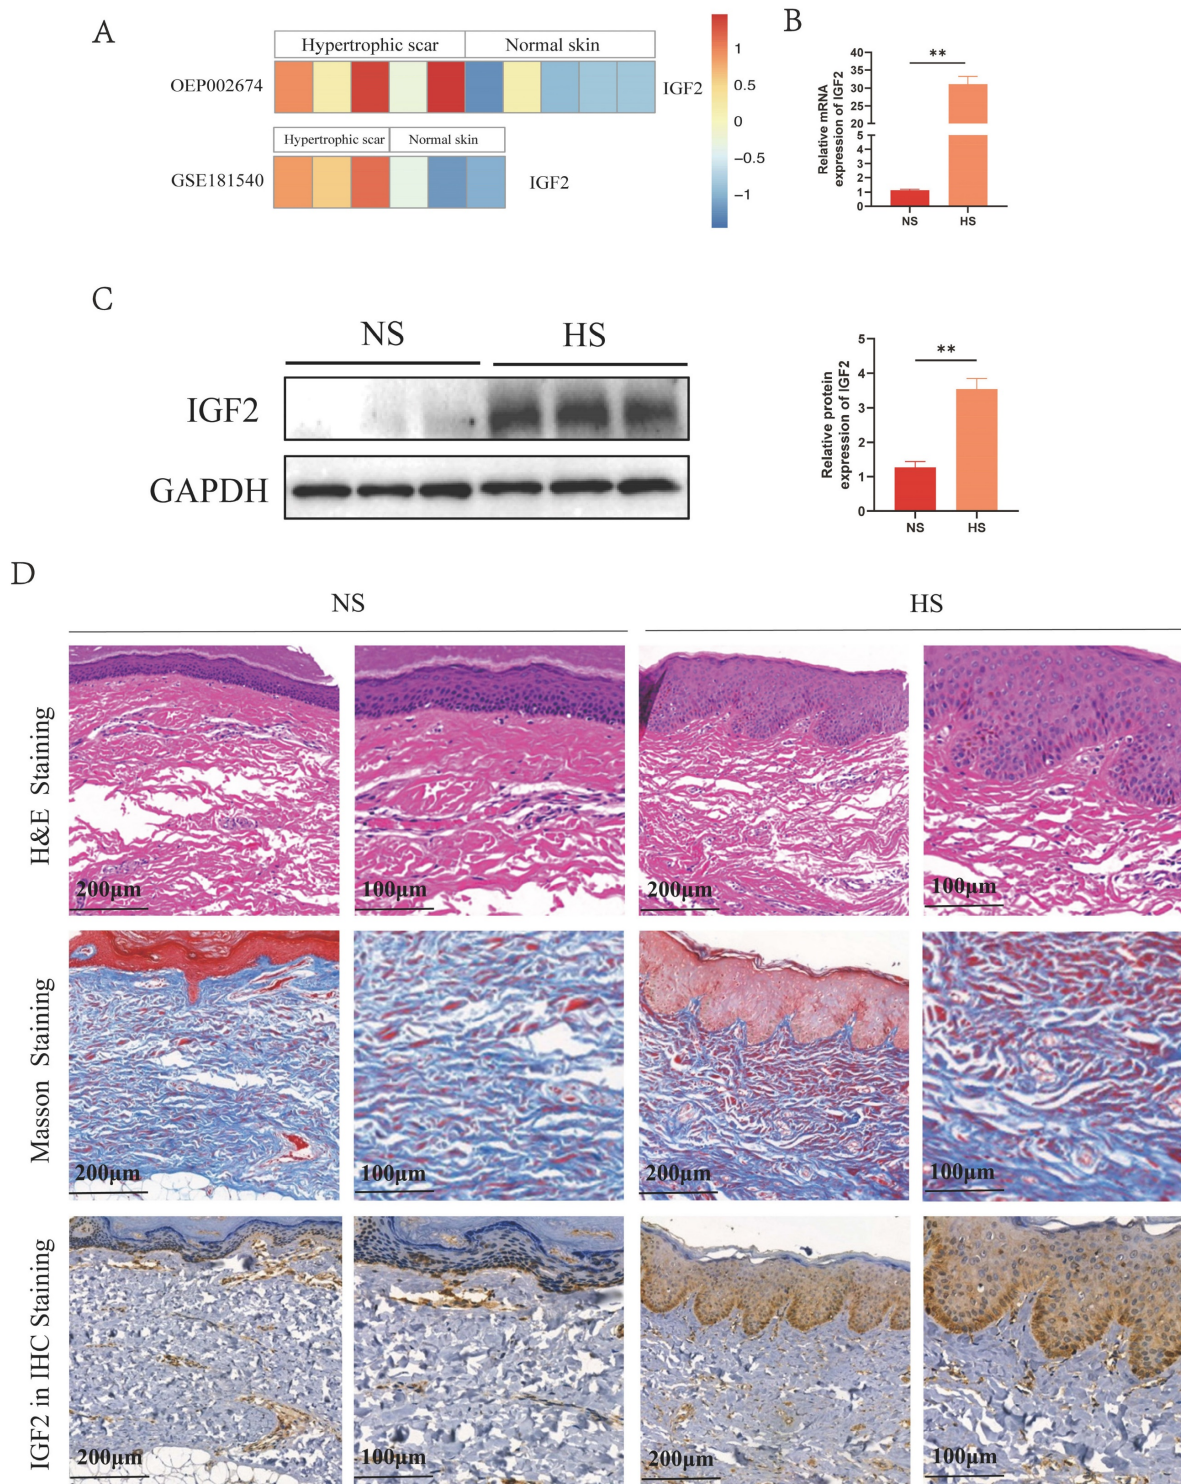 A
Hypertrophic scar
Normal skin
OEP002674
IGF2
Hypertrophic scar
Normal skin
GSE181540
IGF2
1
0.5
0
−0.5
−1
B
Relative mRNA
expression of IGF2
40
35
30
25
20
5
4
3
2
1
0
**
NS
HS
C
NS
HS
IGF2
GAPDH
Relative protein
expression of IGF2
5
4
3
2
1
0
**
NS
HS
D
NS
HS
H&E Staining
200μm
100μm
200μm
100μm
Masson Staining
200μm
100μm
200μm
100μm
IGF2 in IHC Staining
200μm
100μm
200μm
100μm